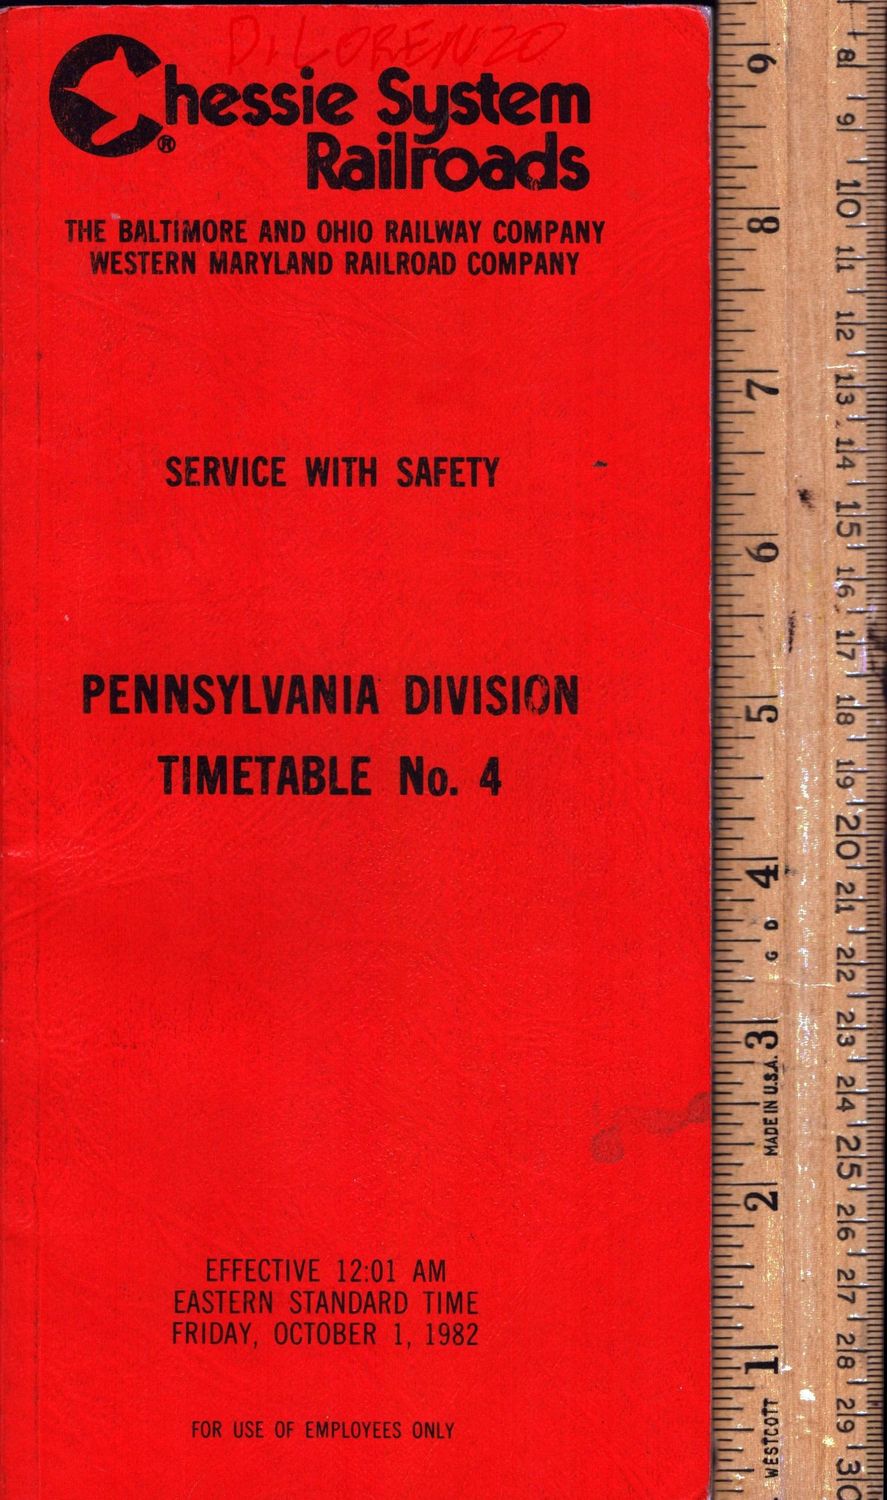 DiLORENZO
Chessie System
Railroads
®
THE BALTIMORE AND OHIO RAILWAY COMPANY
WESTERN MARYLAND RAILROAD COMPANY
SERVICE WITH SAFETY
PENNSYLVANIA DIVISION
TIMETABLE No. 4
EFFECTIVE 12:01 AM
EASTERN STANDARD TIME
FRIDAY, OCTOBER 1, 1982
FOR USE OF EMPLOYEES ONLY
WESTCOTT
MADE IN U.S.A.
G D
1 2 3 4 5 6 7 8 9
8 9 10 11 12 13 14 15 16 17 18 19 20 21 22 23 24 25 26 27 28 29 30